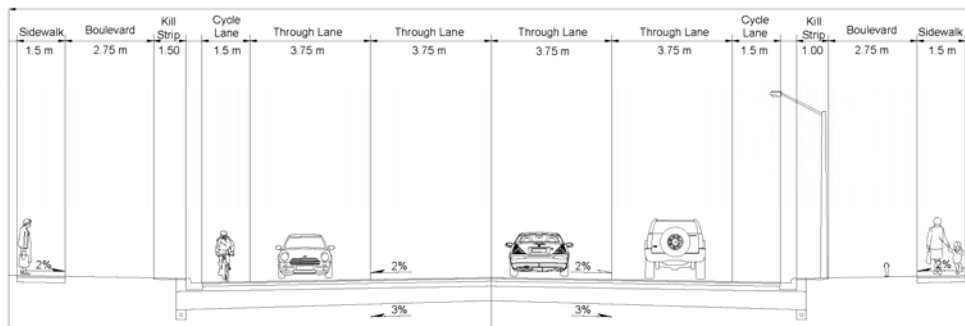 Sidewalk
1.5 m
Boulevard
2.75 m
Kill
Strip
1.50
Cycle
Lane
1.5 m
Through Lane
3.75 m
Through Lane
3.75 m
Through Lane
3.75 m
Through Lane
3.75 m
Cycle
Lane
1.5 m
Kill
Strip
1.00
Boulevard
2.75 m
Sidewalk
1.5 m
2%
2%
2%
2%
3%
3%